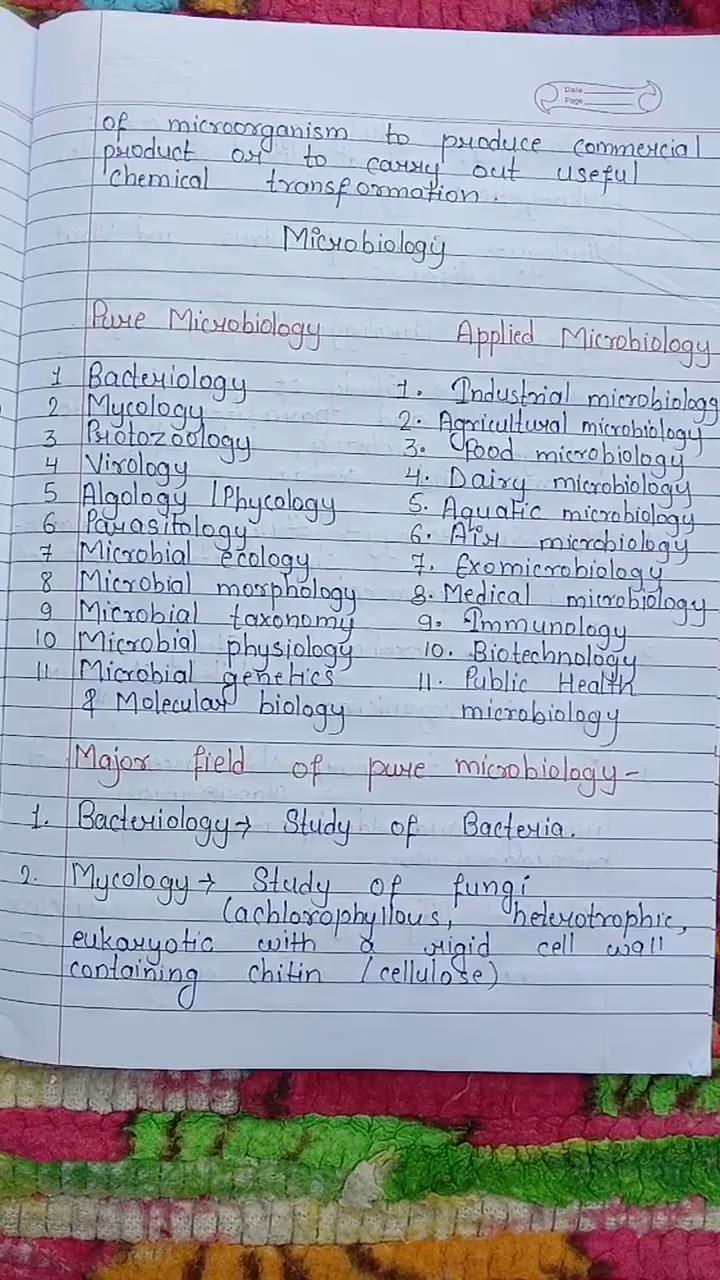 Date
Page
of microorganism to produce commercial
product or to carry out useful
chemical transformation.
Microbiology
Pure Microbiology
1 Bacteriology
2 Mycology
3 Protozoology
4 Virology
5 Algology / Phycology
6 Parasitology
7 Microbial ecology
8 Microbial morphology
9 Microbial taxonomy
10 Microbial physiology
11 Microbial genetics
& Molecular biology
Applied Microbiology
1. Industrial microbiology
2. Agricultural microbiology
3. food microbiology
4. Dairy microbiology
5. Aquatic microbiology
6. Air microbiology
7. Exomicrobiology
8. Medical microbiology
9. Immunology
10. Biotechnology
11. Public Health
microbiology
Major field of pure microbiology-
1. Bacteriology → Study of Bacteria.
2. Mycology → Study of fungi
(achlorophyllous, heterotrophic,
eukaryotic with a rigid cell wall
containing chitin / cellulose)